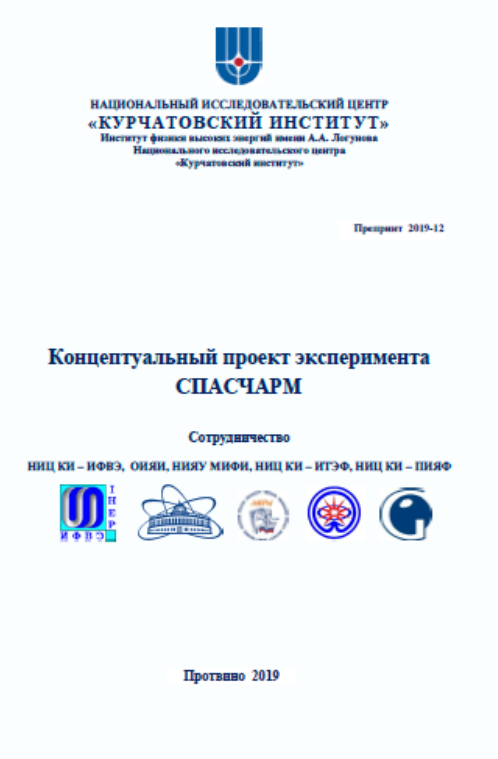 НАЦИОНАЛЬНЫЙ ИССЛЕДОВАТЕЛЬСКИЙ ЦЕНТР
«КУРЧАТОВСКИЙ ИНСТИТУТ»
Институт физики высоких энергий имени А.А. Логунова
Национального исследовательского центра
«Курчатовский институт»
Препринт 2019-12
Концептуальный проект эксперимента
СПАСЧАРМ
Сотрудничество
НИЦ КИ – ИФВЭ, ОИЯИ, НИЯУ МИФИ, НИЦ КИ – ИТЭФ, НИЦ КИ – ПИЯФ
IHEP
ИФВЭ
Протвино 2019